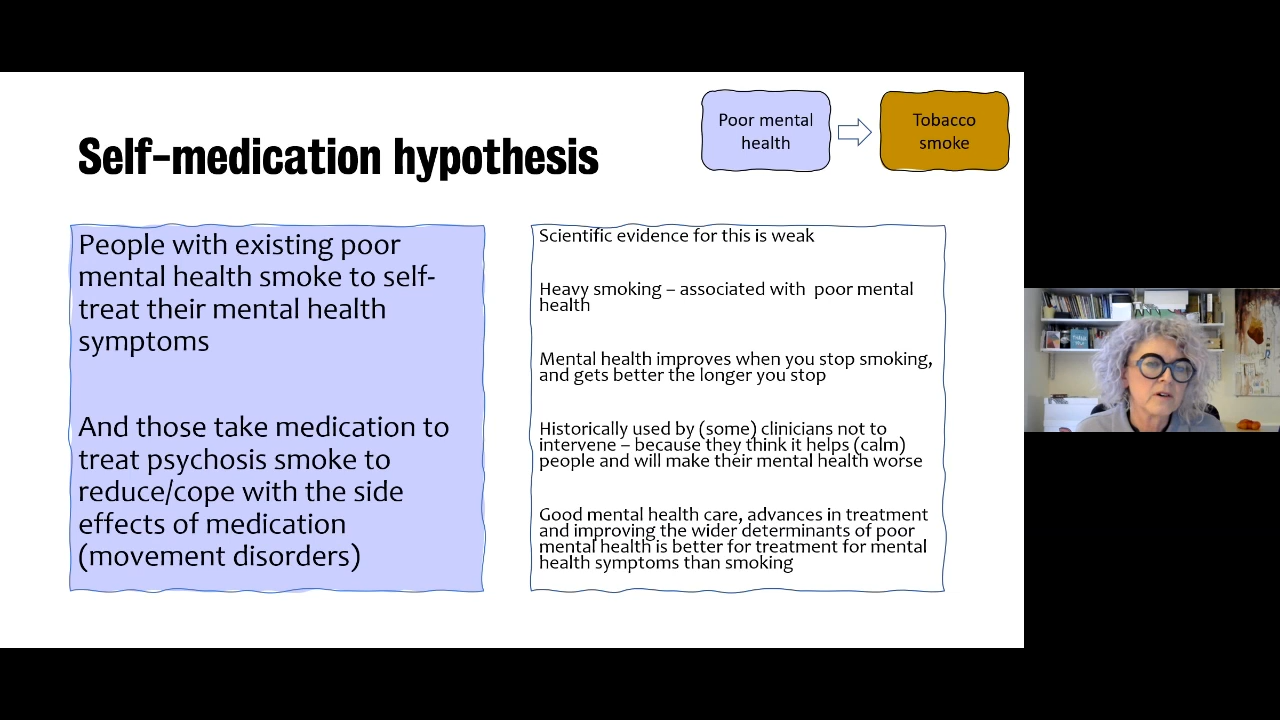 Poor mental
health
Tobacco
smoke
Self-medication hypothesis
People with existing poor
mental health smoke to self-
treat their mental health
symptoms
And those take medication to
treat psychosis smoke to
reduce/cope with the side
effects of medication
(movement disorders)
Scientific evidence for this is weak
Heavy smoking – associated with  poor mental
health
Mental health improves when you stop smoking,
and gets better the longer you stop
Historically used by (some) clinicians not to
intervene – because they think it helps (calm)
people and will make their mental health worse
Good mental health care, advances in treatment
and improving the wider determinants of poor
mental health is better for treatment for mental
health symptoms than smoking